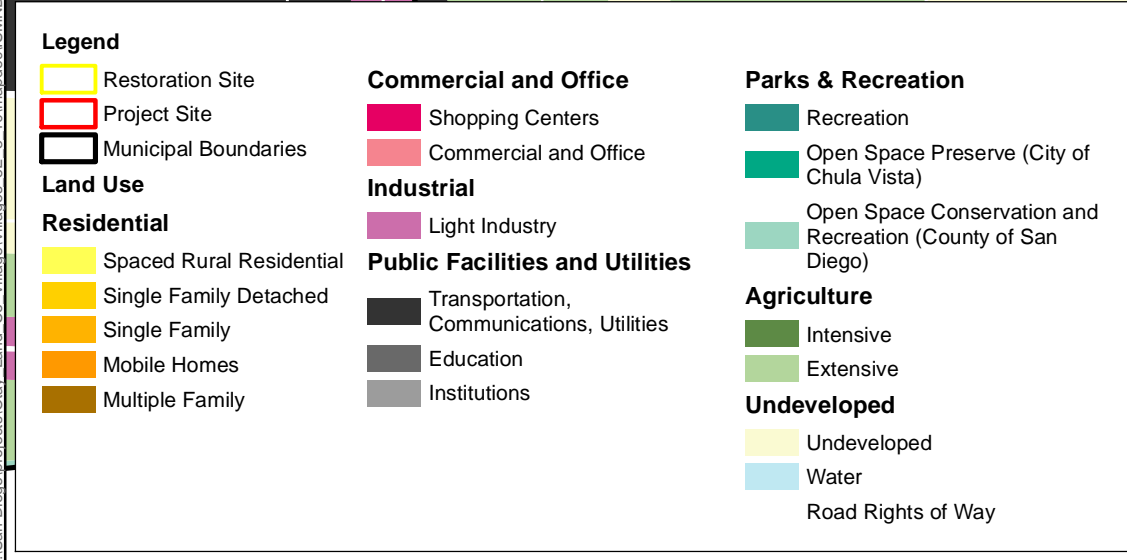 Legend
Restoration Site
Project Site
Municipal Boundaries
Land Use
Residential
Spaced Rural Residential
Single Family Detached
Single Family
Mobile Homes
Multiple Family
Commercial and Office
Shopping Centers
Commercial and Office
Industrial
Light Industry
Public Facilities and Utilities
Transportation,
Communications, Utilities
Education
Institutions
Parks & Recreation
Recreation
Open Space Preserve (City of
Chula Vista)
Open Space Conservation and
Recreation (County of San
Diego)
Agriculture
Intensive
Extensive
Undeveloped
Undeveloped
Water
Road Rights of Way